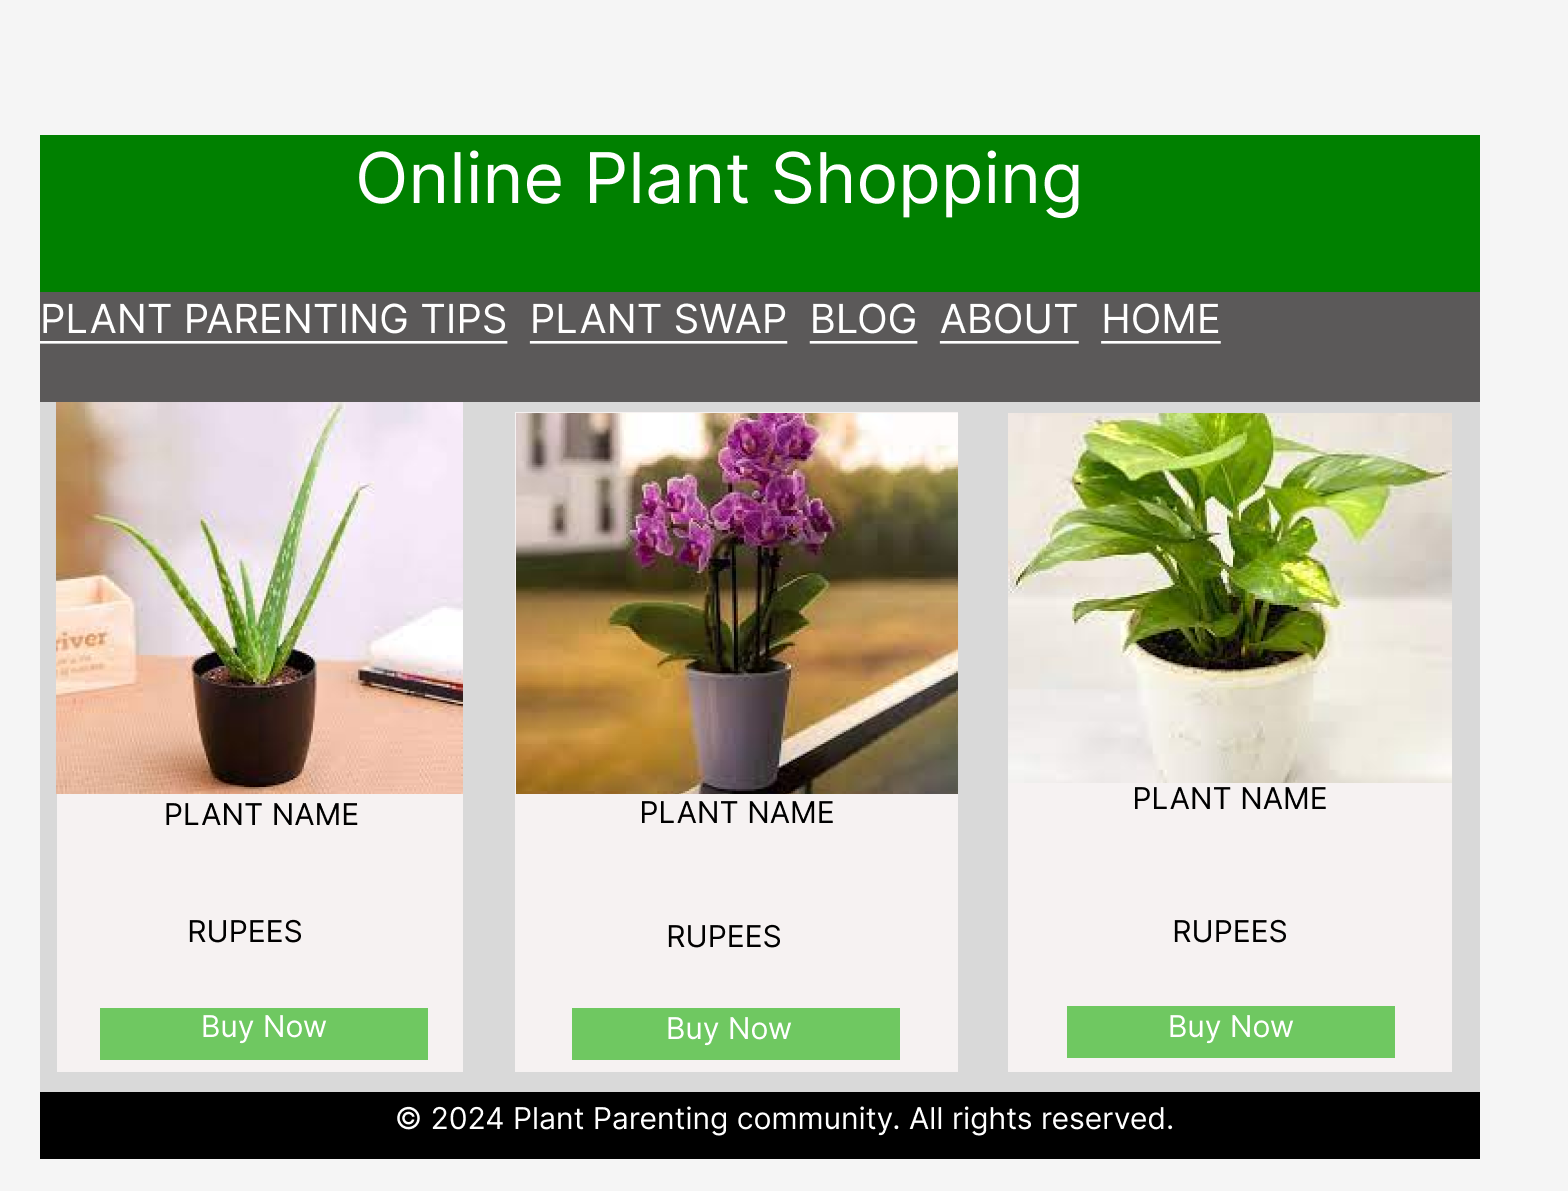 Online Plant Shopping
PLANT PARENTING TIPS PLANT SWAP BLOG ABOUT HOME
river
PLANT NAME
PLANT NAME
PLANT NAME
RUPEES
RUPEES
RUPEES
Buy Now
Buy Now
Buy Now
© 2024 Plant Parenting community. All rights reserved.